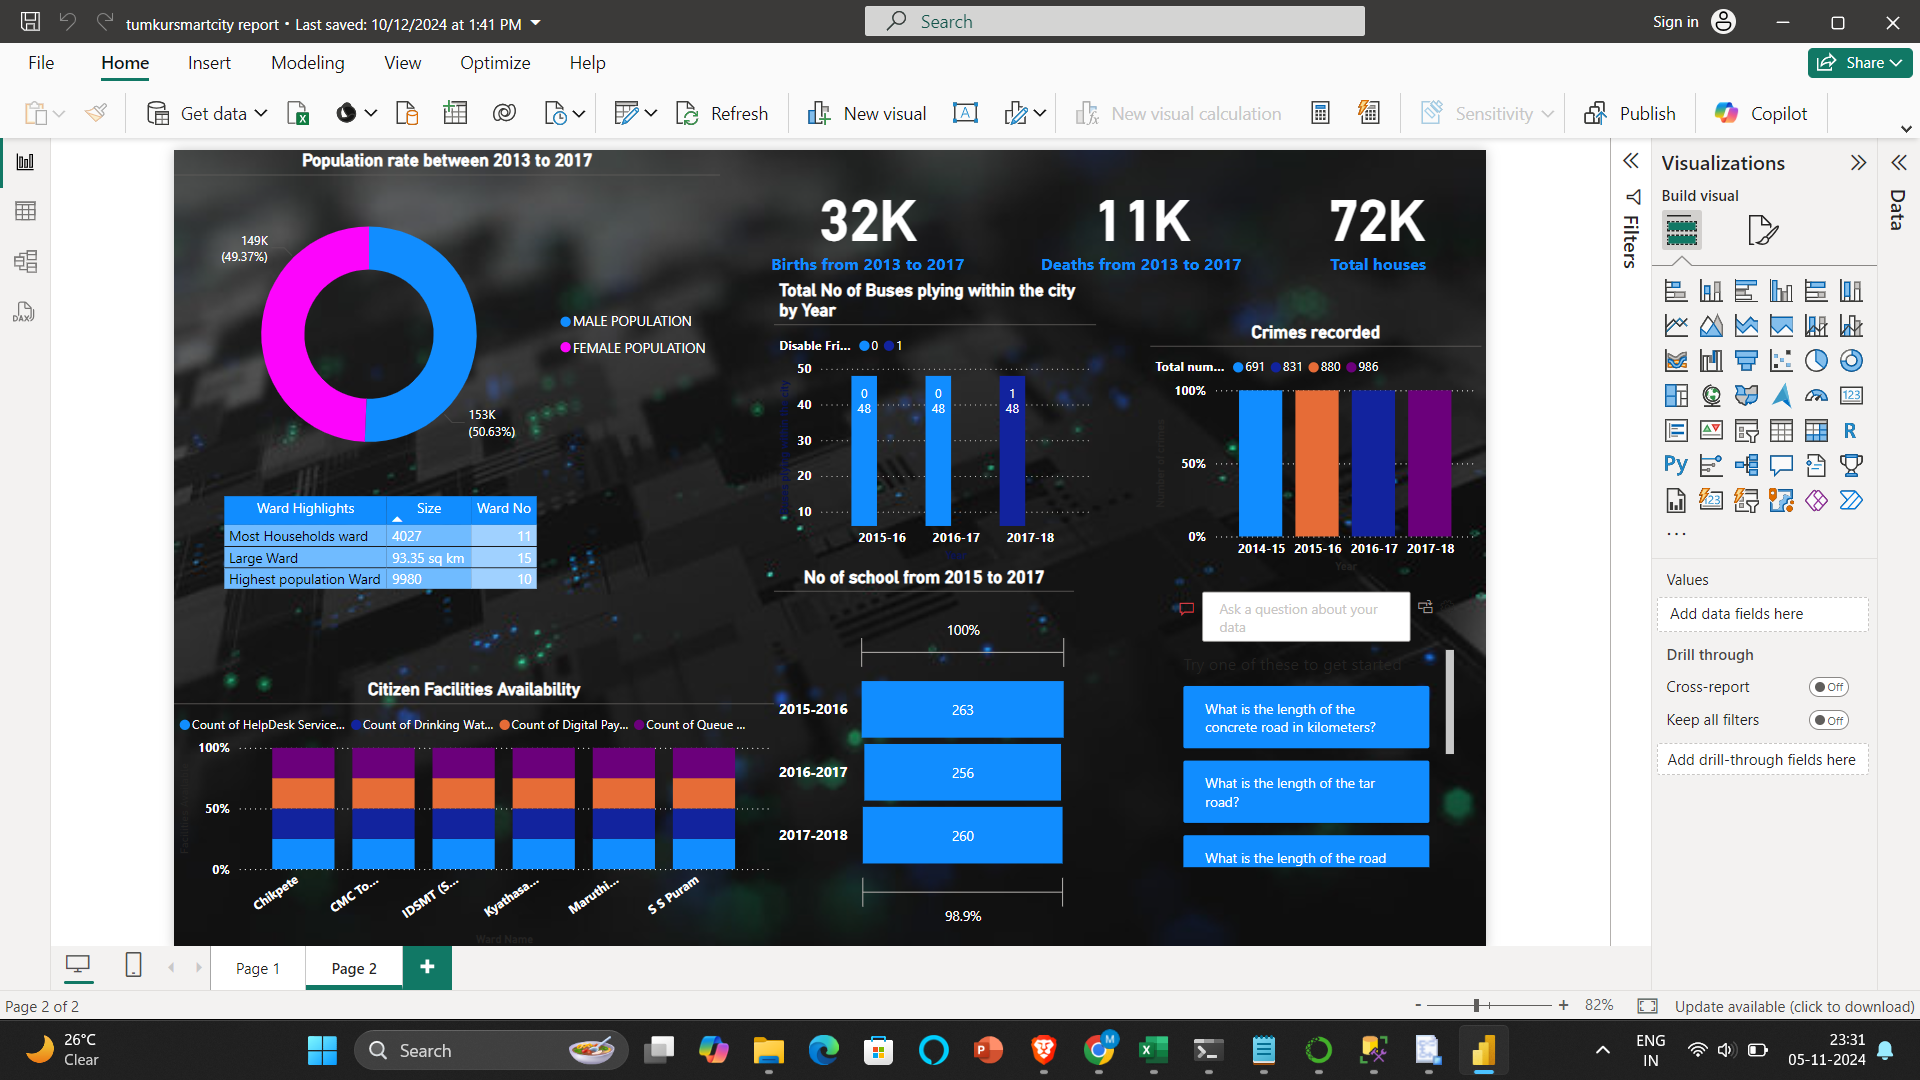 tumkursmartcity report • Last saved: 10/12/2024 at 1:41 PM
Search
Sign in
File
Home
Insert
Modeling
View
Optimize
Help
Share
Get data
Refresh
New visual
New visual calculation
Sensitivity
Publish
Copilot
Population rate between 2013 to 2017
149K
(49.37%)
153K
(50.63%)
MALE POPULATION
FEMALE POPULATION
32K
Births from 2013 to 2017
11K
Deaths from 2013 to 2017
72K
Total houses
Total No of Buses plying within the city
by Year
Disable Fri... 0 1
50
40
30
20
10
0
48
0
48
1
48
2015-16 2016-17 2017-18
Crimes recorded
Total num... 691 831 880 986
100%
50%
0%
Number of crimes
2014-15 2015-16 2016-17 2017-18
Year
Ward Highlights Size Ward No
Most Households ward 4027 11
Large Ward 93.35 sq km 15
Highest population Ward 9980 10
No of school from 2015 to 2017
100%
2015-2016 263
2016-2017 256
2017-2018 260
98.9%
Ask a question about your
data
Try one of these to get started
What is the length of the
concrete road in kilometers?
What is the length of the tar
road?
What is the length of the road
Citizen Facilities Availability
Count of HelpDesk Service... Count of Drinking Wat... Count of Digital Pay... Count of Queue ...
100%
50%
0%
Chikpete
CMC To...
IDSMT (S...
Kyathasa...
Maruthi...
S S Puram
Ward Name
Filters
Visualizations
Build visual
Data
123
R
Py
123
...
Values
Add data fields here
Drill through
Cross-report
Off
Keep all filters
Off
Add drill-through fields here
DAX
Page 1
Page 2
+
Page 2 of 2
- + 82%
Update available (click to download)
26°C
Clear
Search
M
P
X
ENG
IN
23:31
05-11-2024